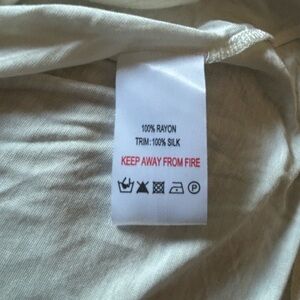 100% RAYON
TRIM:100% SILK
KEEP AWAY FROM FIRE
P